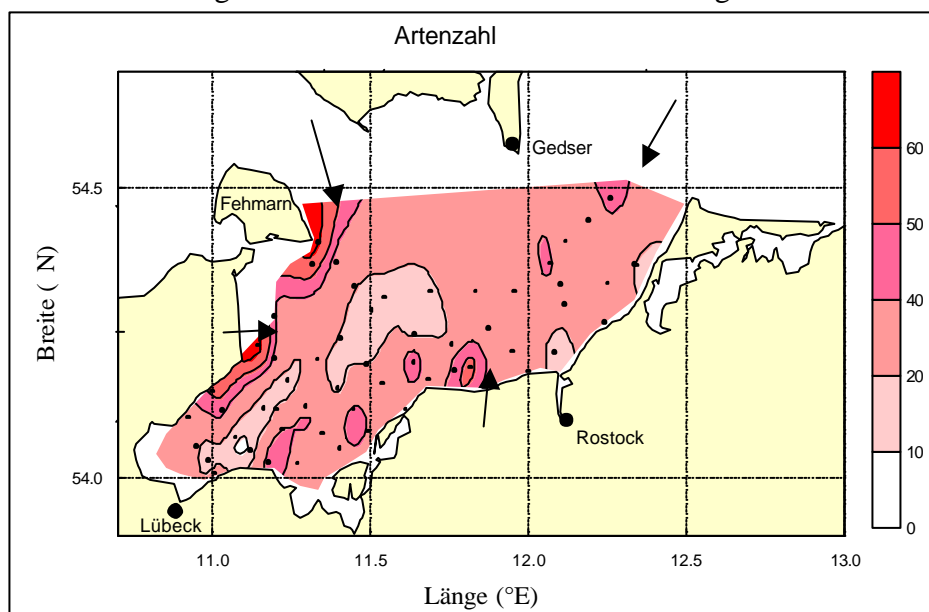 Artenzahl
Gedser
54.5
Fehmarn
60
50
40
20
10
0
Breite ( N)
Rostock
54.0
Lübeck
11.0 11.5 12.0 12.5 13.0
Länge (°E)